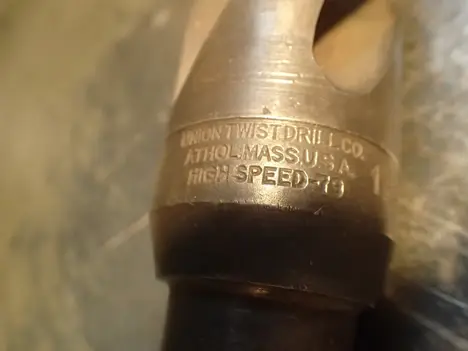 UNION TWIST DRILL CO.
ATHOL, MASS, U.S.A. 1
HIGH SPEED-79